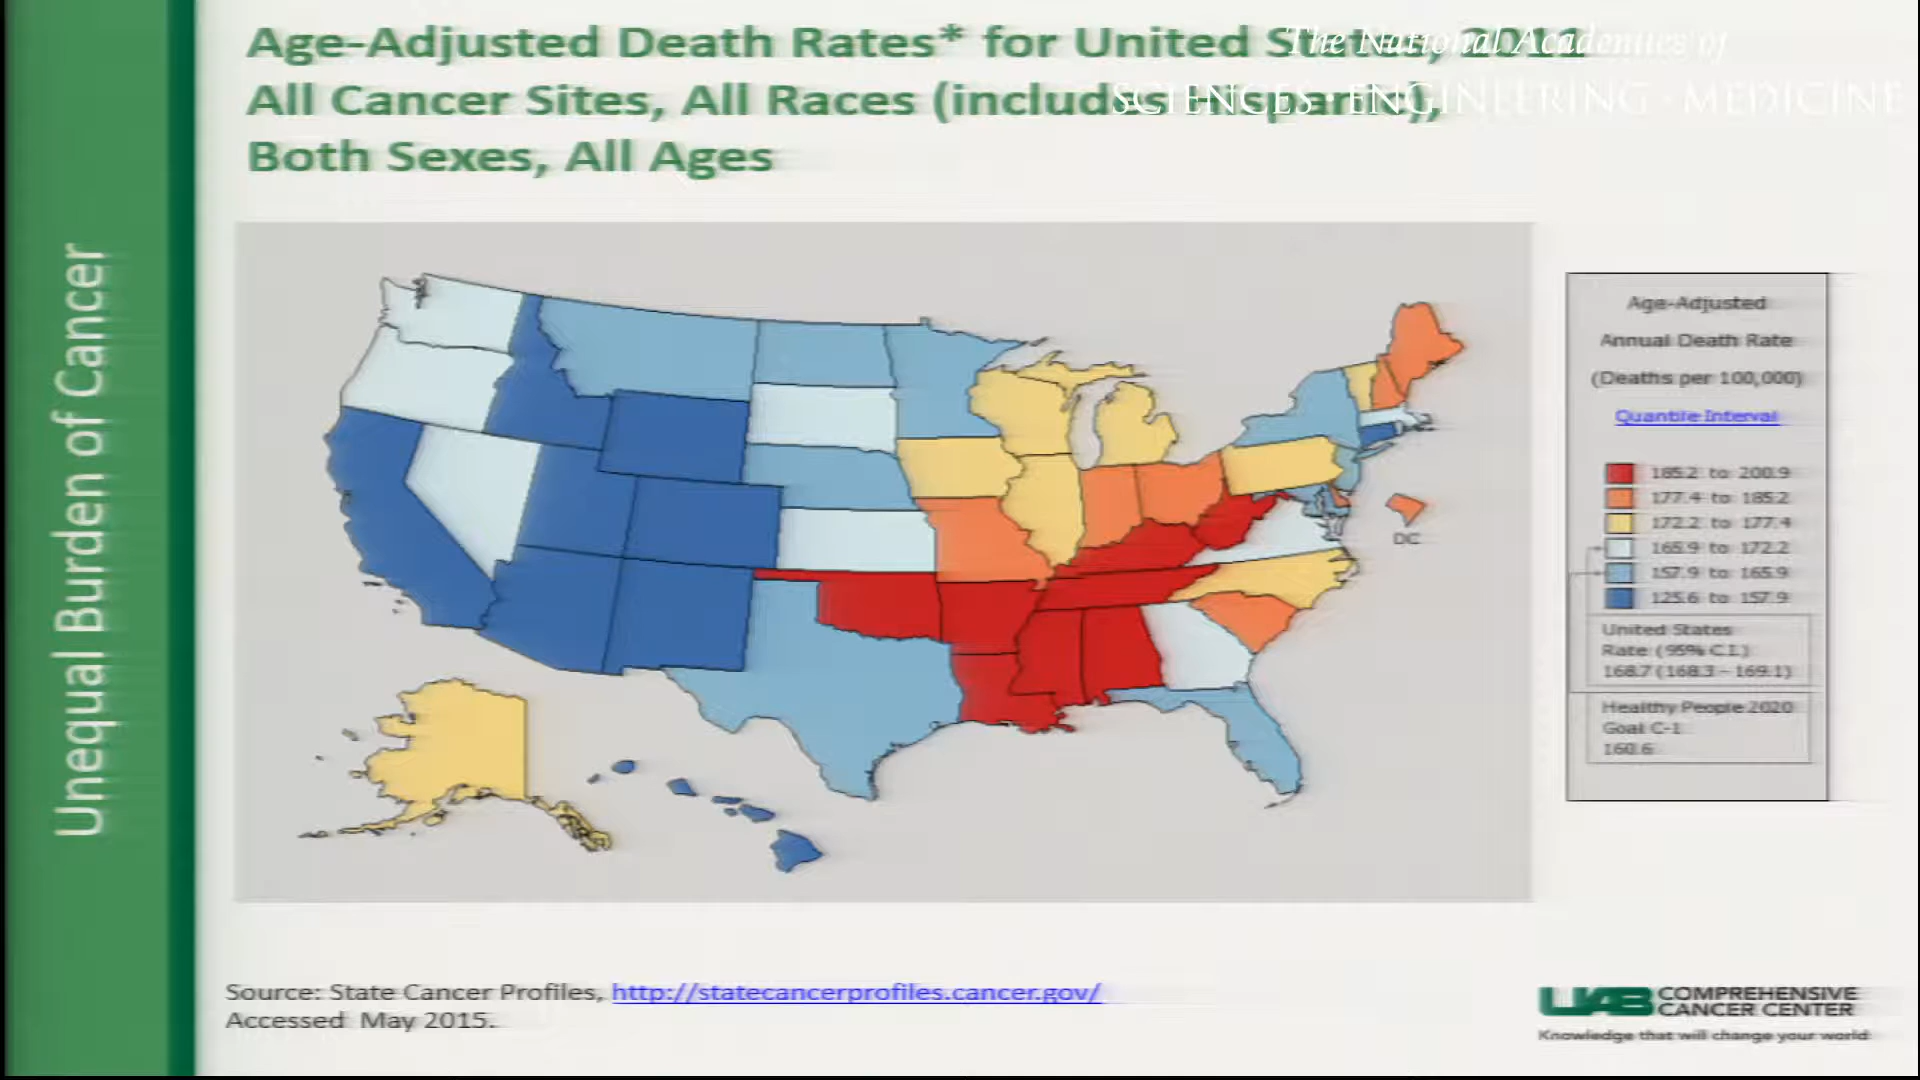 Age-Adjusted Death Rates* for United States, 2011
All Cancer Sites, All Races (includes Hispanic),
Both Sexes, All Ages
The National Academies of
SCIENCES · ENGINEERING · MEDICINE
Unequal Burden of Cancer
Age-Adjusted
Annual Death Rate
(Deaths per 100,000)
Quantile Interval
185.2 to 200.9
177.4 to 185.2
172.2 to 177.4
165.9 to 172.2
157.9 to 165.9
125.6 to 157.9
United States
Rate (95% C.I.)
168.7 (168.3 – 169.1)
Healthy People 2020
Goal C-1
160.6
DC
Source: State Cancer Profiles, http://statecancerprofiles.cancer.gov/
Accessed May 2015.
UAB COMPREHENSIVE
CANCER CENTER
Knowledge that will change your world